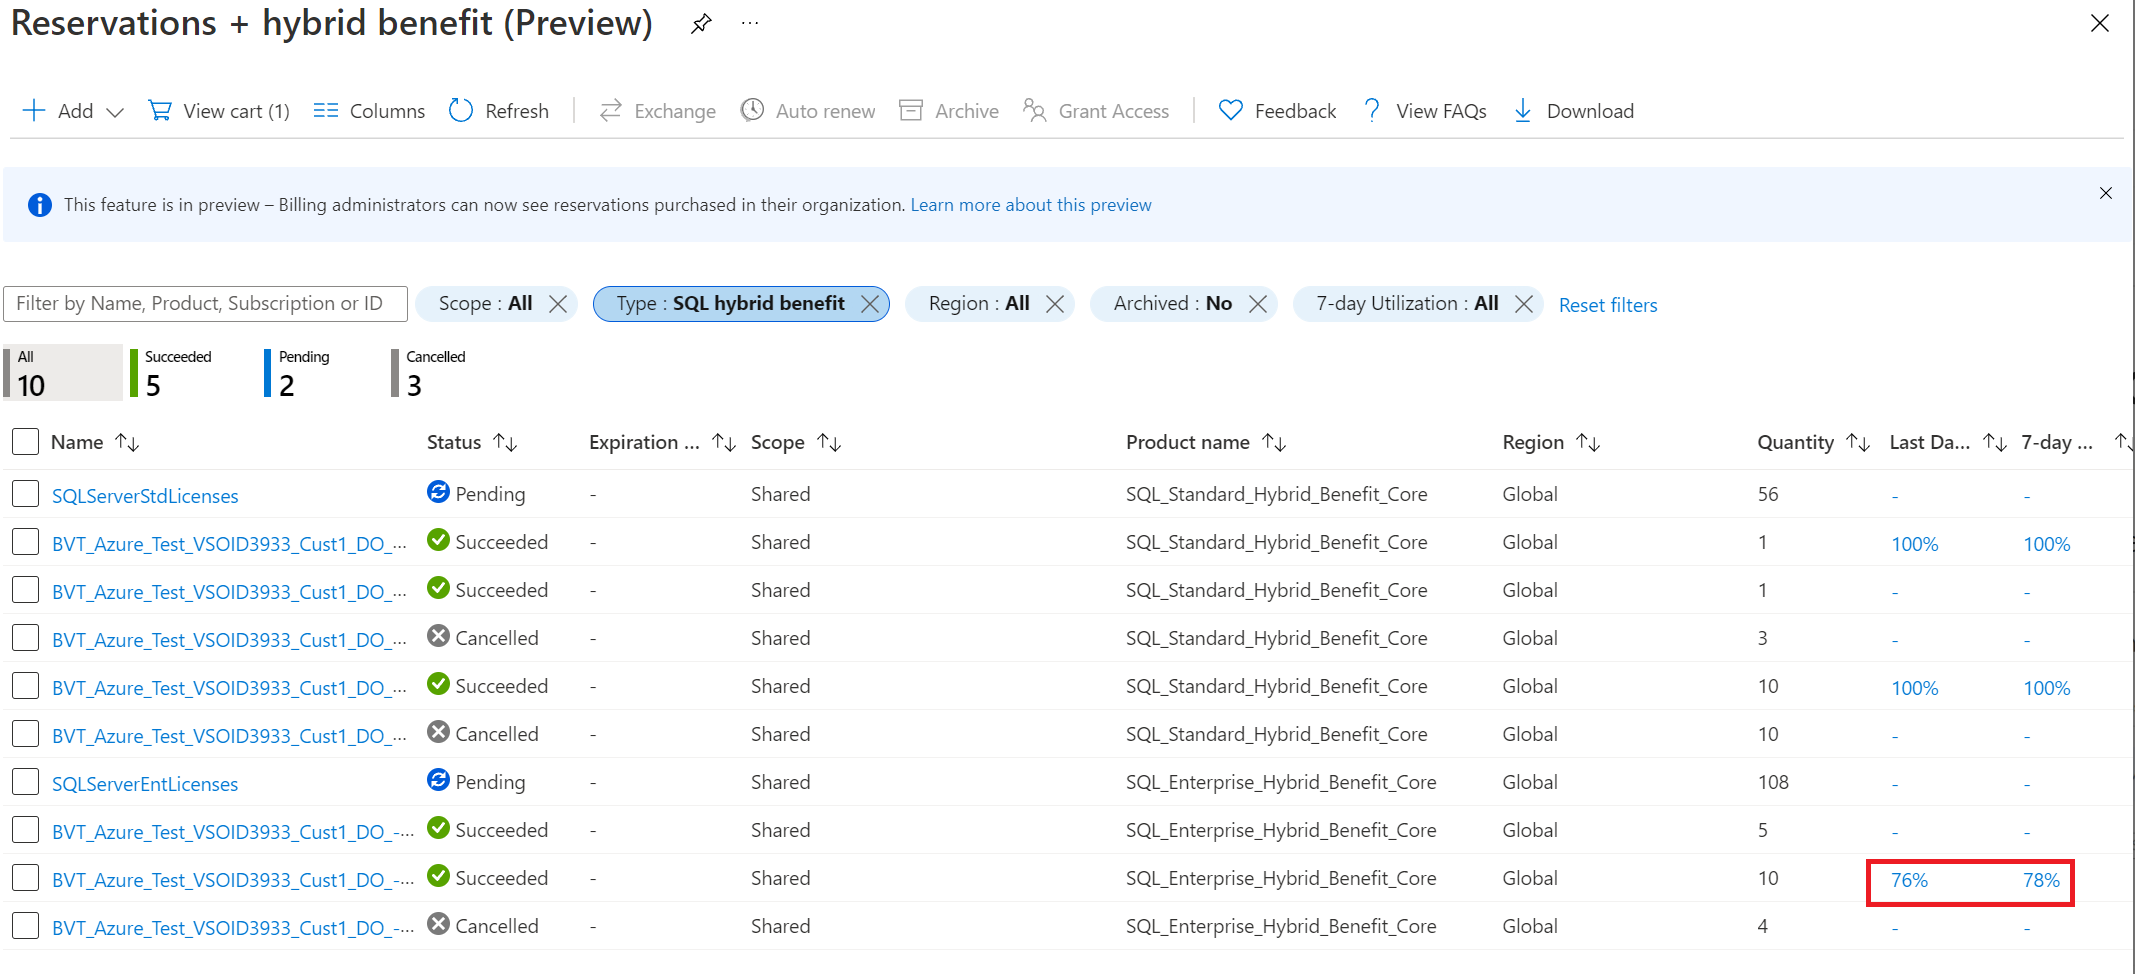 Reservations + hybrid benefit (Preview) ...
Add View cart (1) Columns Refresh Exchange Auto renew Archive Grant Access Feedback ? View FAQs Download
This feature is in preview – Billing administrators can now see reservations purchased in their organization. Learn more about this preview
Filter by Name, Product, Subscription or ID Scope : All Type : SQL hybrid benefit Region : All Archived : No 7-day Utilization : All Reset filters
All Succeeded Pending Cancelled
10 5 2 3
Name Status Expiration ... Scope Product name Region Quantity Last Da... 7-day ...
SQLServerStdLicenses Pending - Shared SQL_Standard_Hybrid_Benefit_Core Global 56 - -
BVT_Azure_Test_VSOID3933_Cust1_DO_... Succeeded - Shared SQL_Standard_Hybrid_Benefit_Core Global 1 100% 100%
BVT_Azure_Test_VSOID3933_Cust1_DO_... Succeeded - Shared SQL_Standard_Hybrid_Benefit_Core Global 1 - -
BVT_Azure_Test_VSOID3933_Cust1_DO_... Cancelled - Shared SQL_Standard_Hybrid_Benefit_Core Global 3 - -
BVT_Azure_Test_VSOID3933_Cust1_DO_... Succeeded - Shared SQL_Standard_Hybrid_Benefit_Core Global 10 100% 100%
BVT_Azure_Test_VSOID3933_Cust1_DO_... Cancelled - Shared SQL_Standard_Hybrid_Benefit_Core Global 10 - -
SQLServerEntLicenses Pending - Shared SQL_Enterprise_Hybrid_Benefit_Core Global 108 - -
BVT_Azure_Test_VSOID3933_Cust1_DO_-... Succeeded - Shared SQL_Enterprise_Hybrid_Benefit_Core Global 5 - -
BVT_Azure_Test_VSOID3933_Cust1_DO_-... Succeeded - Shared SQL_Enterprise_Hybrid_Benefit_Core Global 10 76% 78%
BVT_Azure_Test_VSOID3933_Cust1_DO_-... Cancelled - Shared SQL_Enterprise_Hybrid_Benefit_Core Global 4 - -